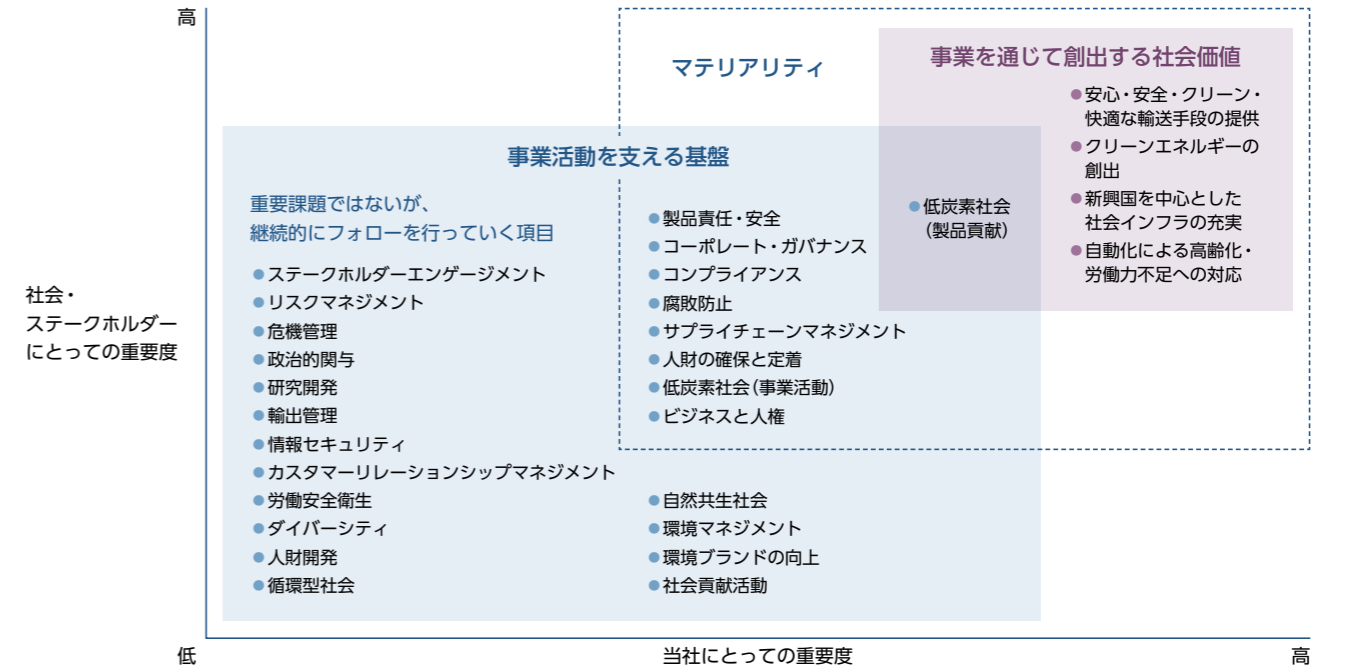 高
マテリアリティ
事業を通じて創出する社会価値
●安心・安全・クリーン・
快適な輸送手段の提供
●クリーンエネルギーの
創出
●新興国を中心とした
社会インフラの充実
●自動化による高齢化・
労働力不足への対応
事業活動を支える基盤
●低炭素社会
（製品貢献）
重要課題ではないが、
継続的にフォローを行っていく項目
●ステークホルダーエンゲージメント
●リスクマネジメント
●危機管理
●政治的関与
●研究開発
●輸出管理
●情報セキュリティ
●カスタマーリレーションシップマネジメント
●労働安全衛生
●ダイバーシティ
●人財開発
●循環型社会
●製品責任・安全
●コーポレート・ガバナンス
●コンプライアンス
●腐敗防止
●サプライチェーンマネジメント
●人財の確保と定着
●低炭素社会（事業活動）
●ビジネスと人権
●自然共生社会
●環境マネジメント
●環境ブランドの向上
●社会貢献活動
社会・
ステークホルダー
にとっての重要度
低
当社にとっての重要度
高